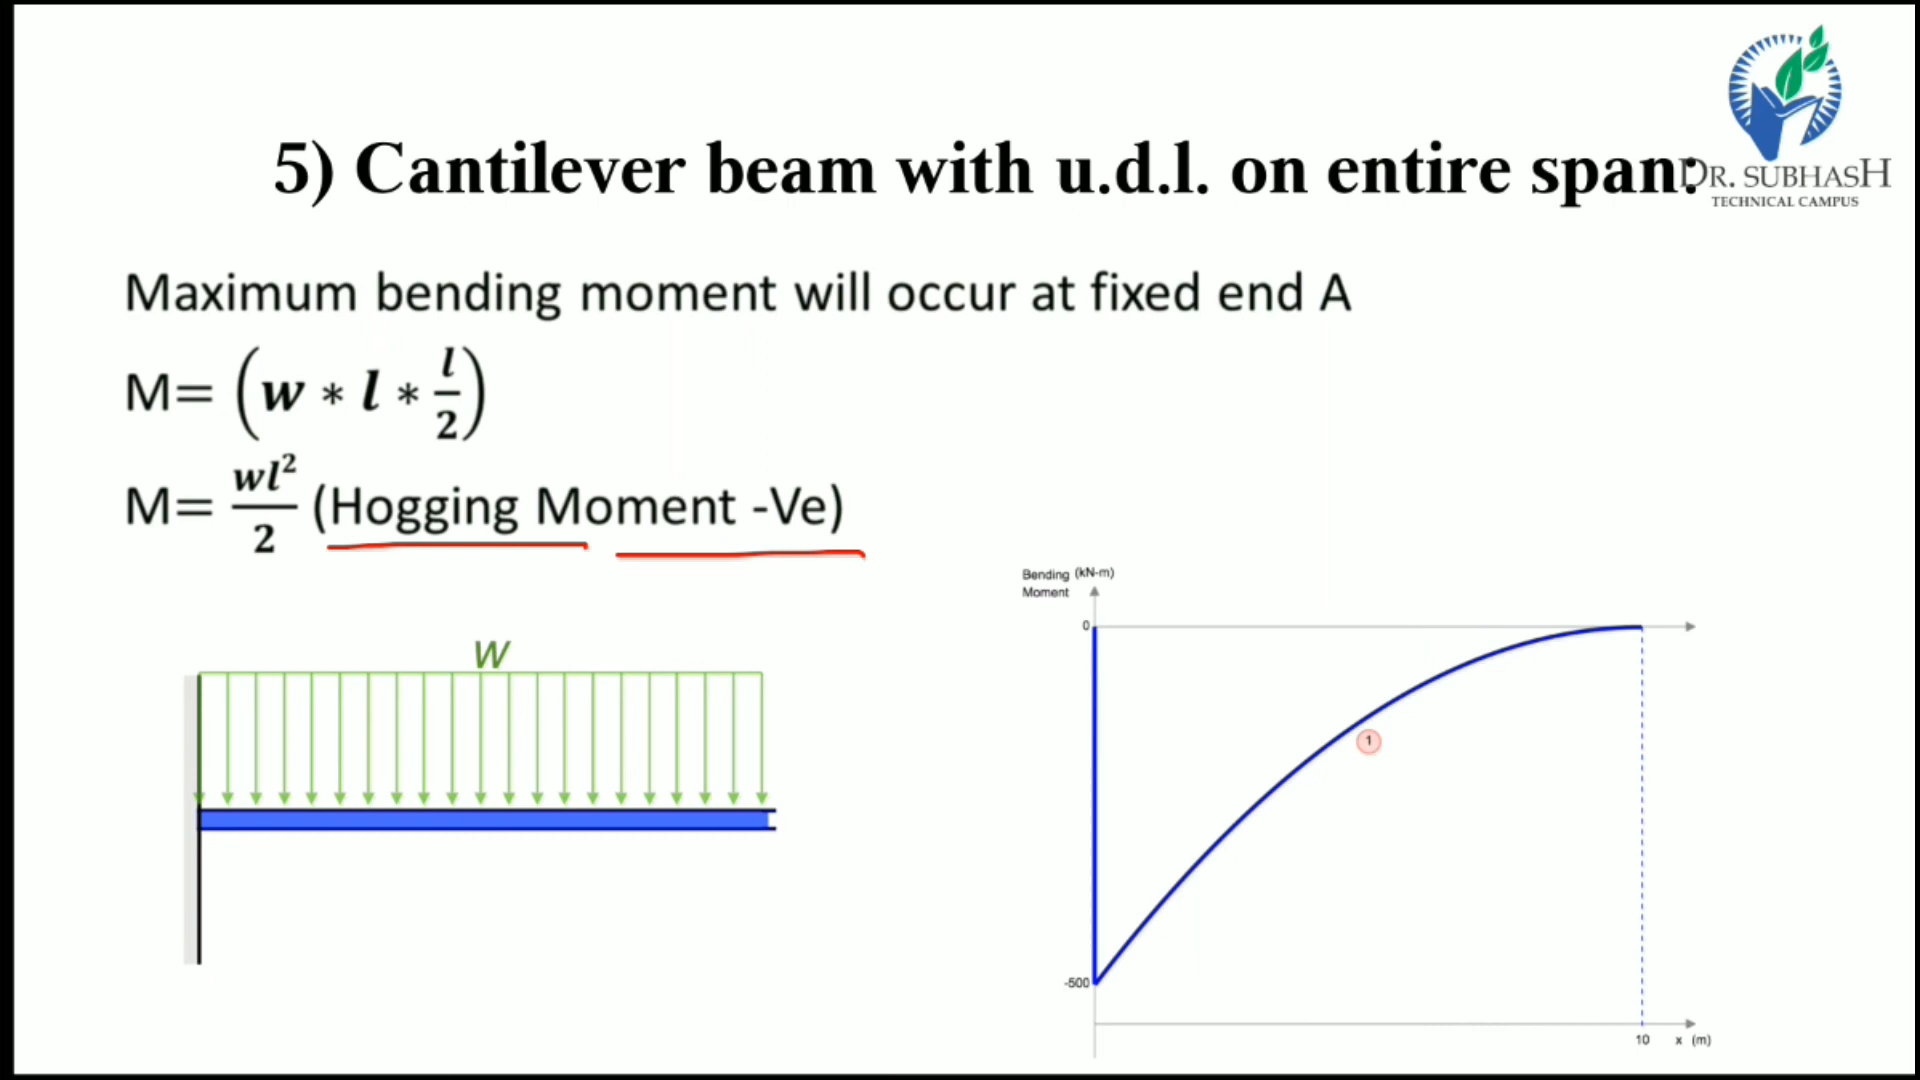 DR. SUBHASH
TECHNICAL CAMPUS
5) Cantilever beam with u.d.l. on entire span:
Maximum bending moment will occur at fixed end A
M= (w * l * l/2)
M= wl²/2 (Hogging Moment -Ve)
W
Bending (kN-m)
Moment
0
1
-500
10 x (m)